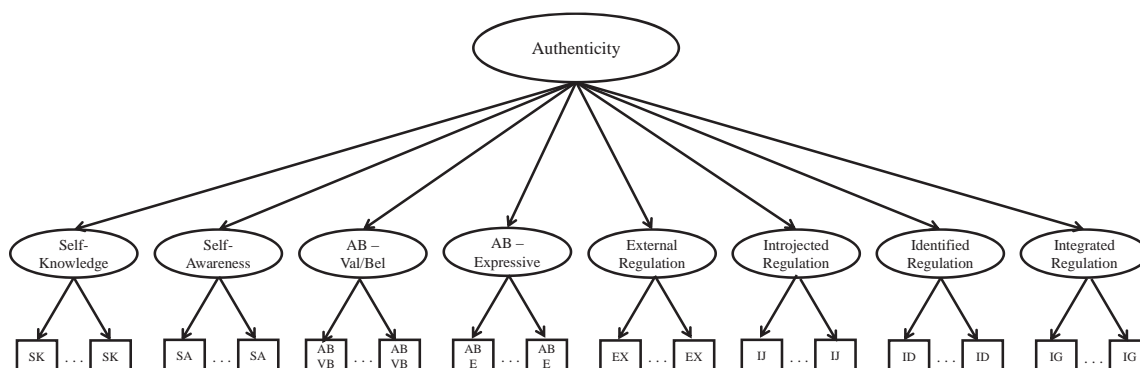 Authenticity
Self-
Knowledge
Self-
Awareness
AB –
Val/Bel
AB –
Expressive
External
Regulation
Introjected
Regulation
Identified
Regulation
Integrated
Regulation
SK ... SK
SA ... SA
AB
VB ... AB
VB
AB
E ... AB
E
EX ... EX
IJ ... IJ
ID ... ID
IG ... IG